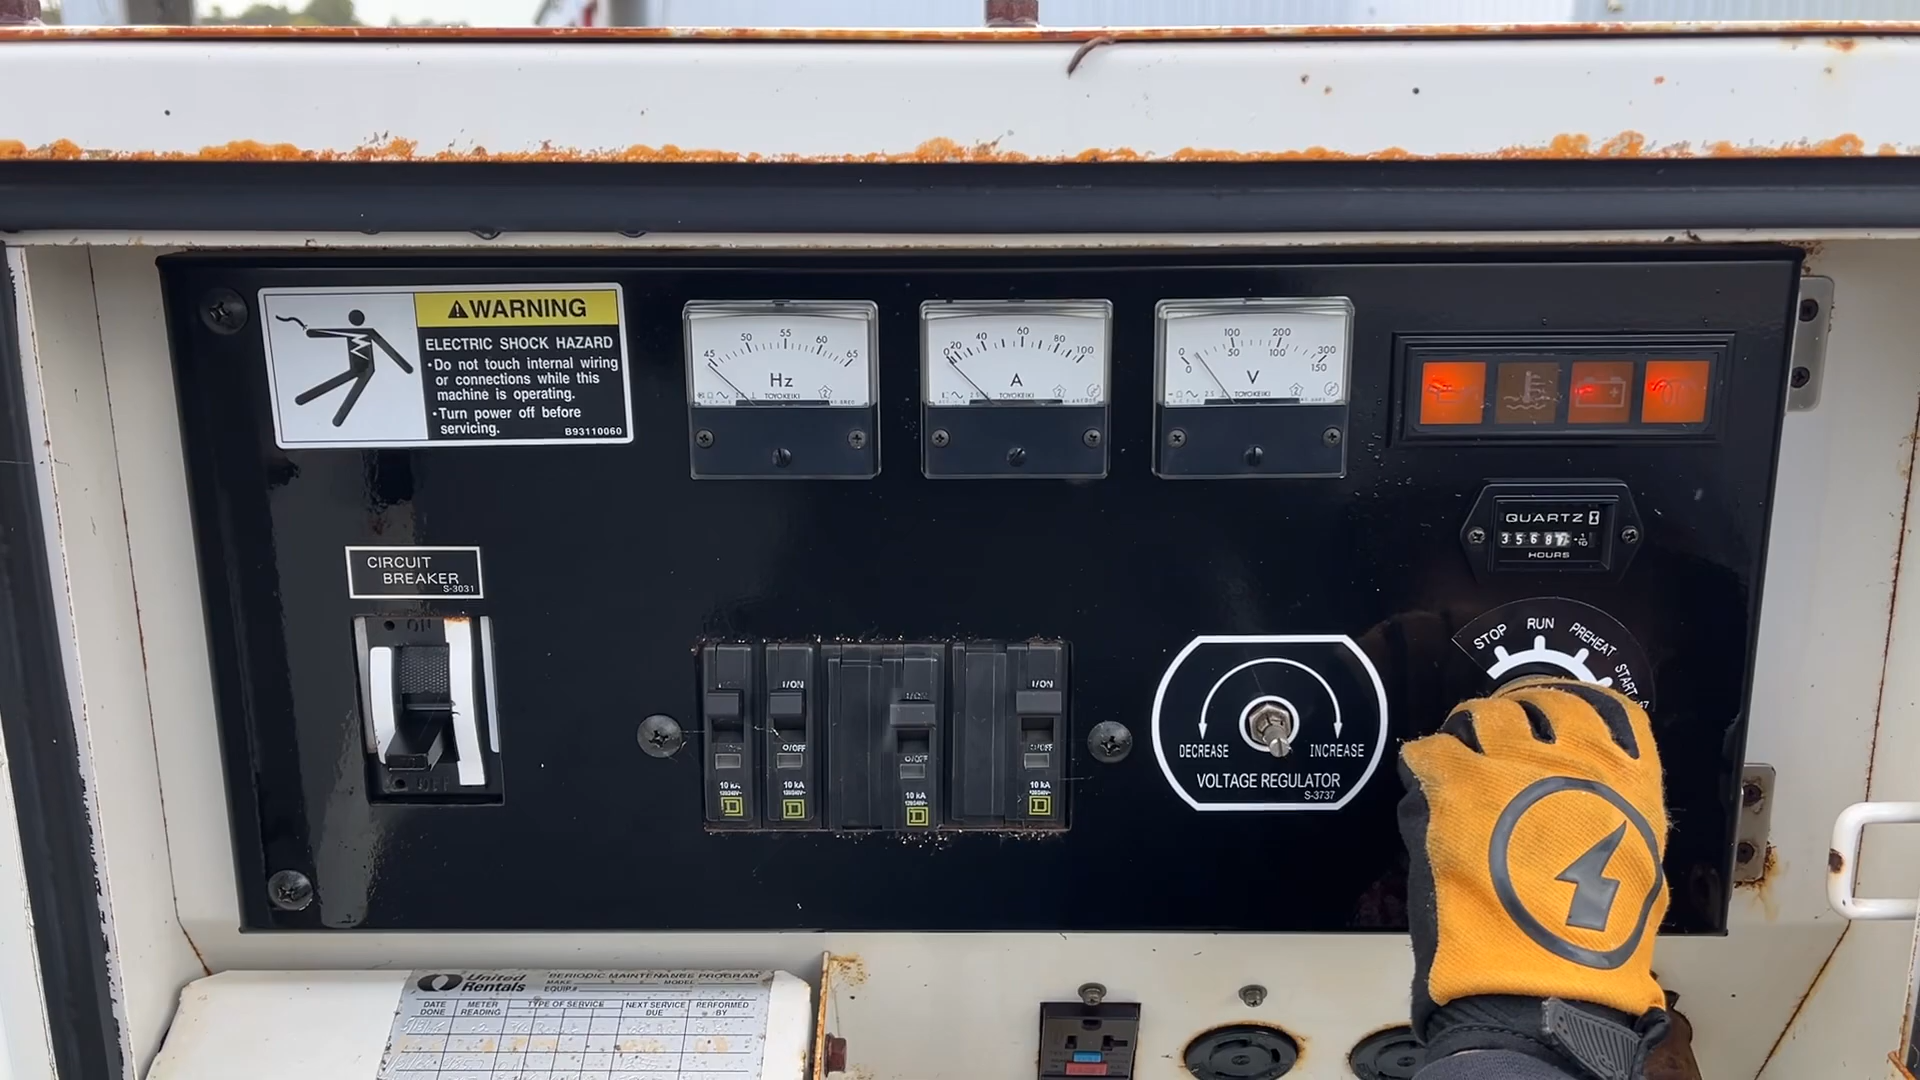 WARNING
ELECTRIC SHOCK HAZARD
·Do not touch internal wiring
or connections while this
machine is operating.
·Turn power off before
servicing.
B93110060
45 50 55 60 65
Hz
TOYOKEIKI
0 20 40 60 80 100
A
TOYOKEIKI
0 100 200 300
0 50 100 150
V
TOYOKEIKI
QUARTZ
35687
HOURS
CIRCUIT
BREAKER
S-3031
STOP RUN PREHEAT START
I/ON
O/OFF
10 kA
10 kA
10 kA
I/ON
10 kA
DECREASE INCREASE
VOLTAGE REGULATOR
S-3737
United
Rentals
PERIODIC MAINTENANCE PROGRAM
MAKE MODEL
EQUIP.#
DATE
DONE
METER
READING
TYPE OF SERVICE
NEXT SERVICE
DUE
PERFORMED
BY